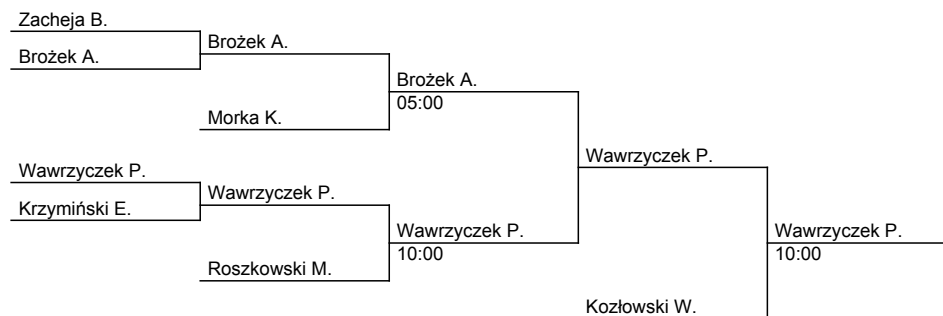 Zacheja B.
Brożek A.
Brożek A.
Brożek A.
05:00
Morka K.
Wawrzyczek P.
Wawrzyczek P.
Krzymiński E.
Wawrzyczek P.
Wawrzyczek P.
10:00
Wawrzyczek P.
10:00
Roszkowski M.
Kozłowski W.